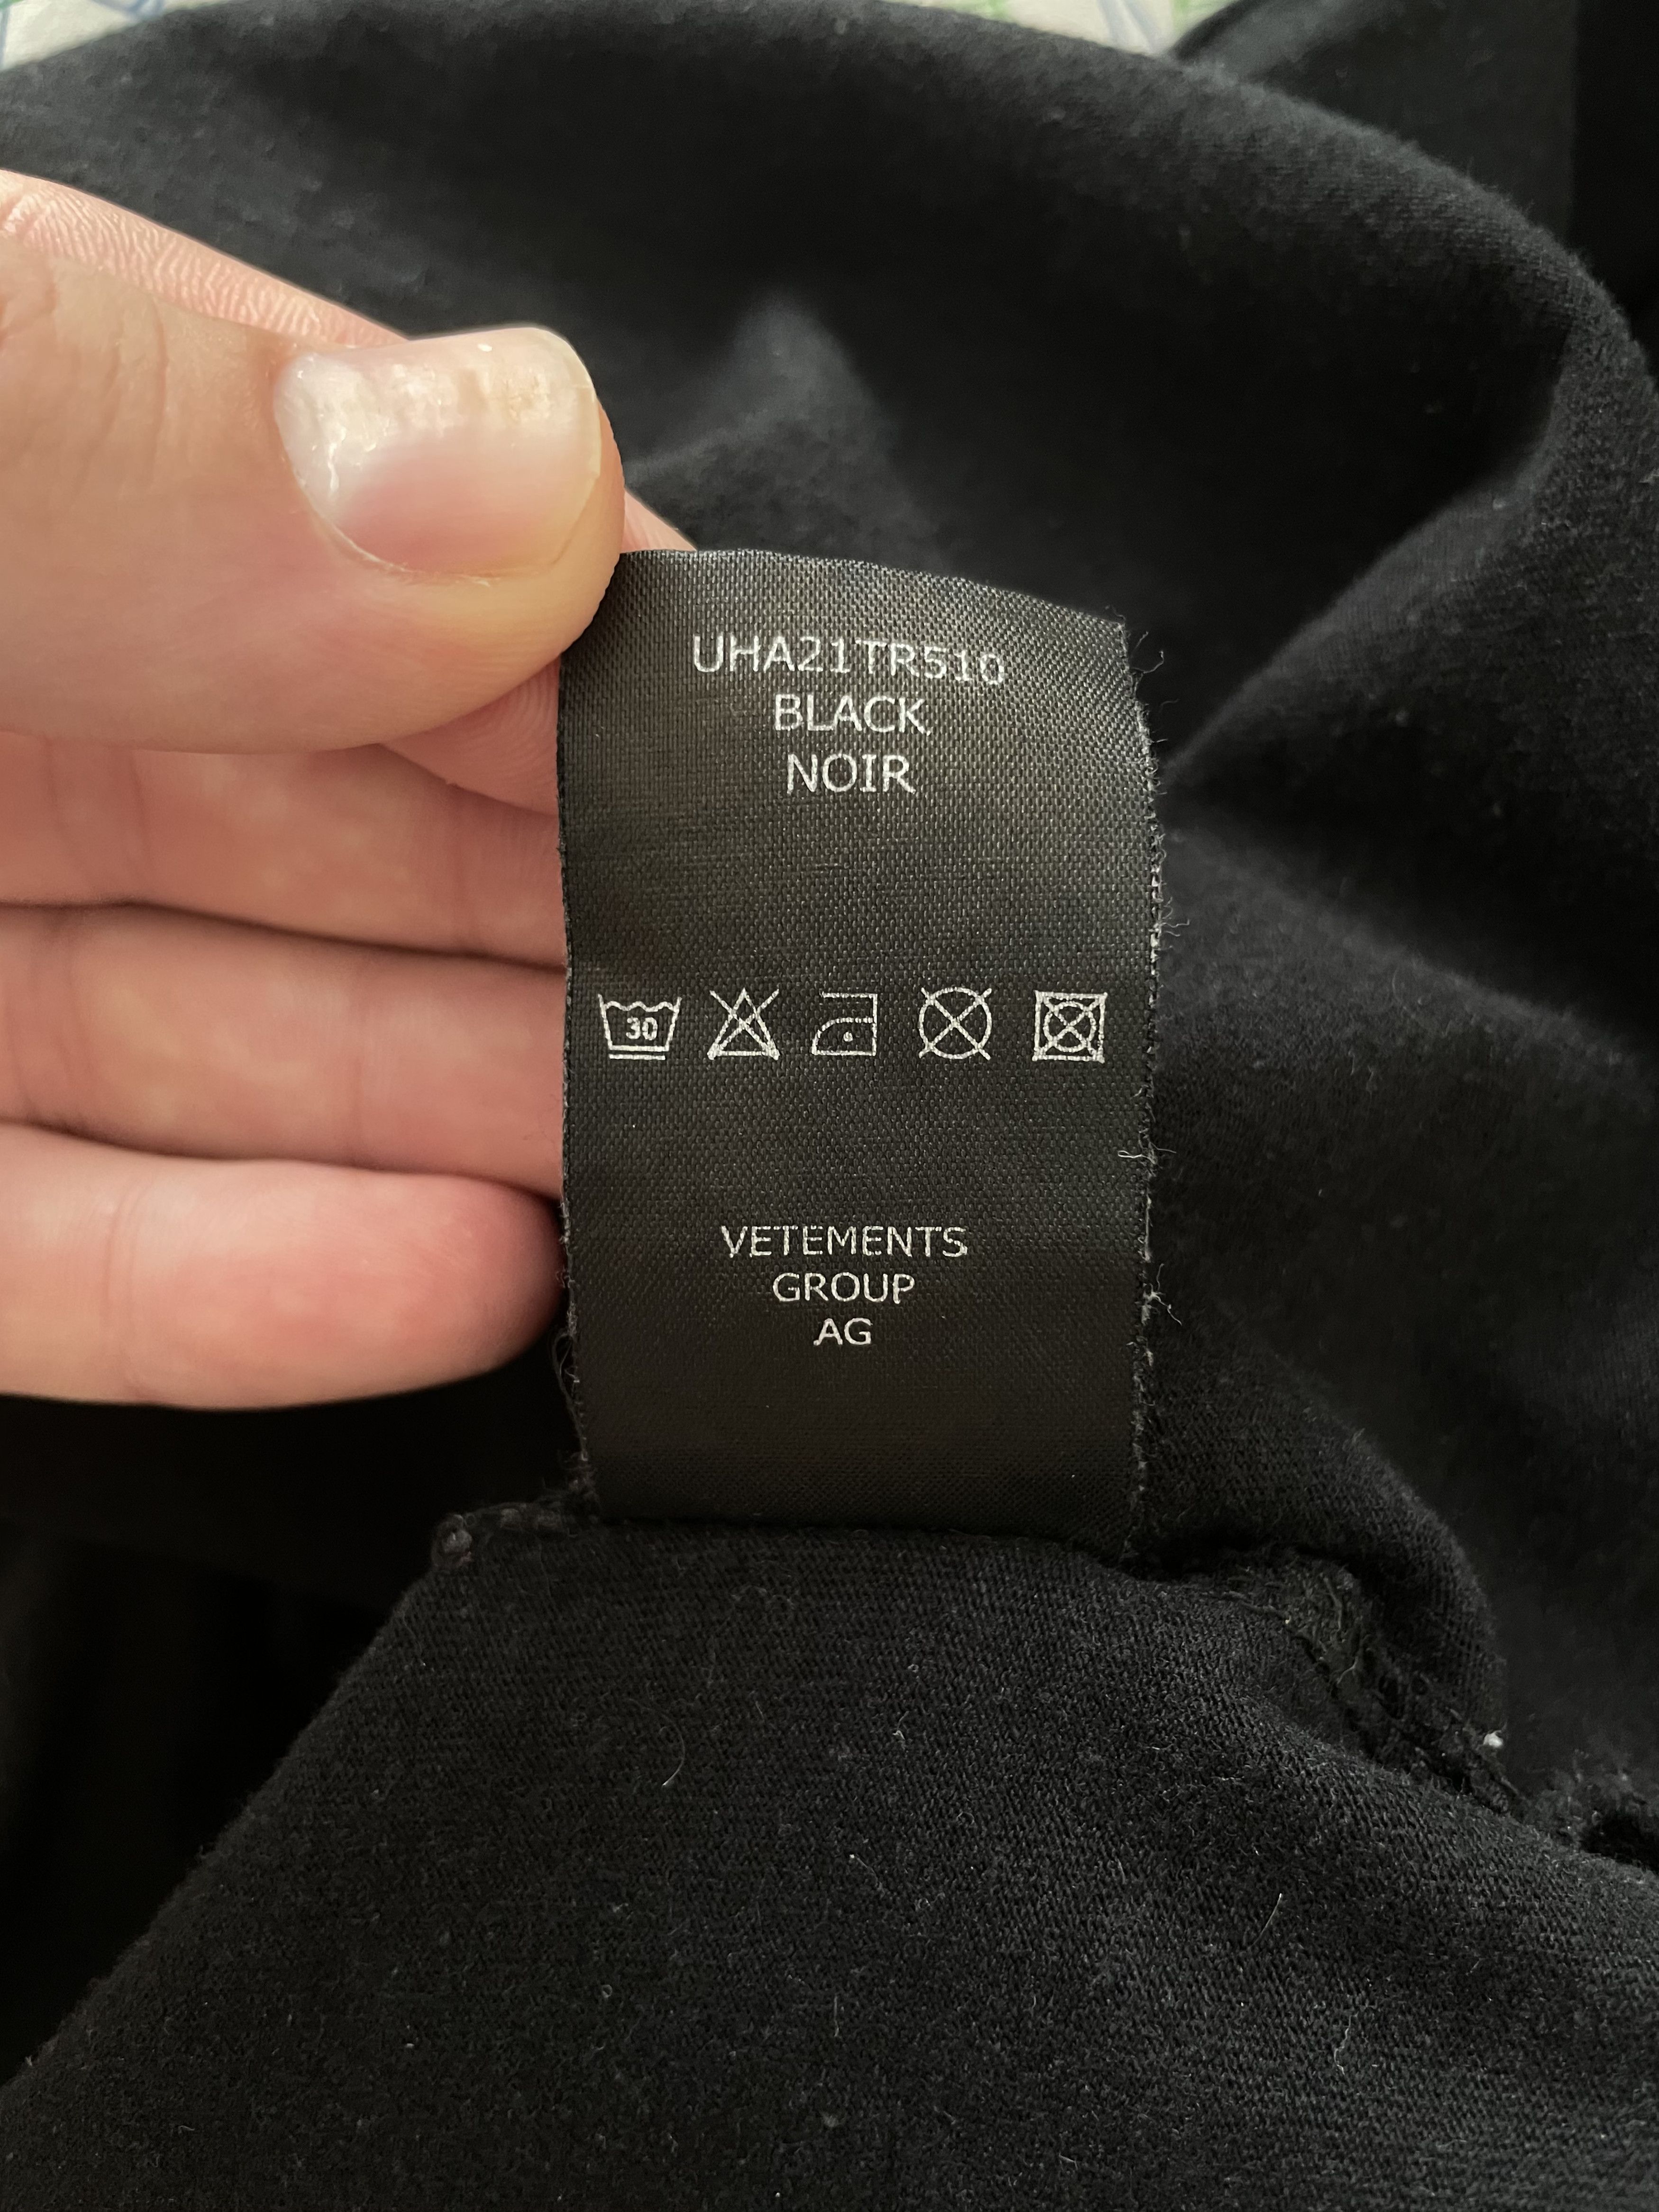 UHA21TR510
BLACK
NOIR
30
VETEMENTS
GROUP
AG